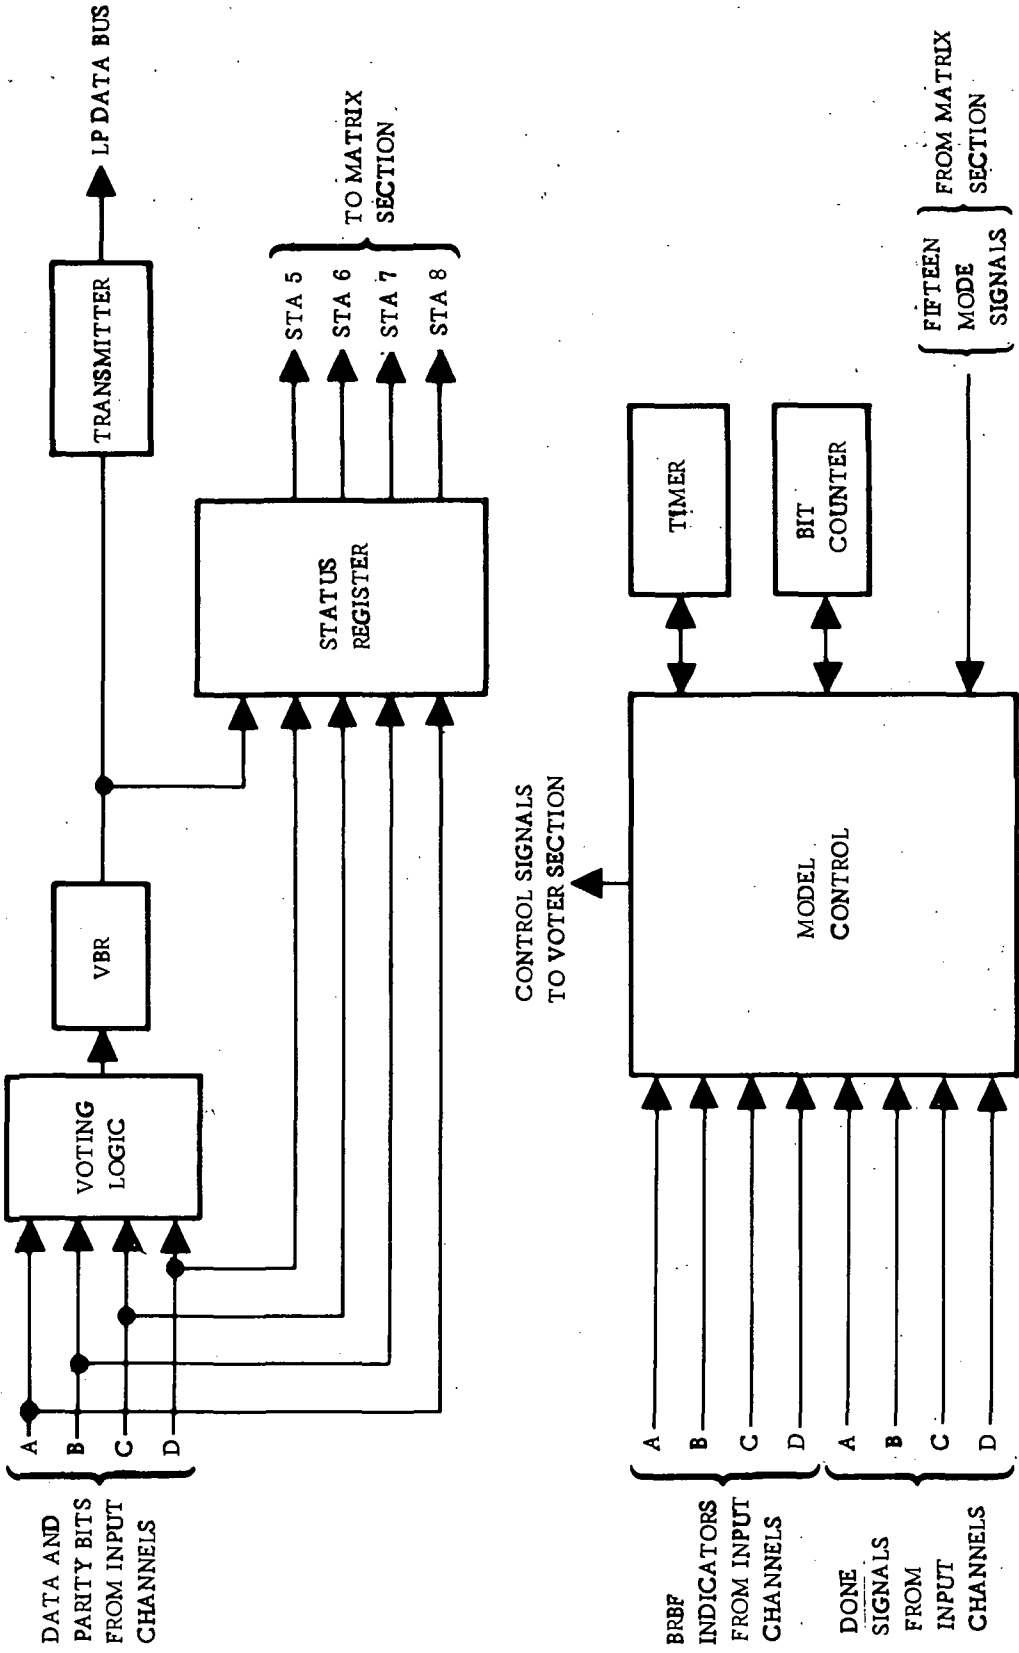 DATA AND
PARITY BITS
FROM INPUT
CHANNELS
A
B
C
D
VOTING
LOGIC
VBR
TRANSMITTER
LP DATA BUS
STATUS
REGISTER
STA 5
STA 6
STA 7
STA 8
TO MATRIX
SECTION
CONTROL SIGNALS
TO VOTER SECTION
BRBF
INDICATORS
FROM INPUT
CHANNELS
A
B
C
D
DONE
SIGNALS
FROM
INPUT
CHANNELS
A
B
C
D
MODEL
CONTROL
TIMER
BIT
COUNTER
FIFTEEN
MODE
SIGNALS
FROM MATRIX
SECTION